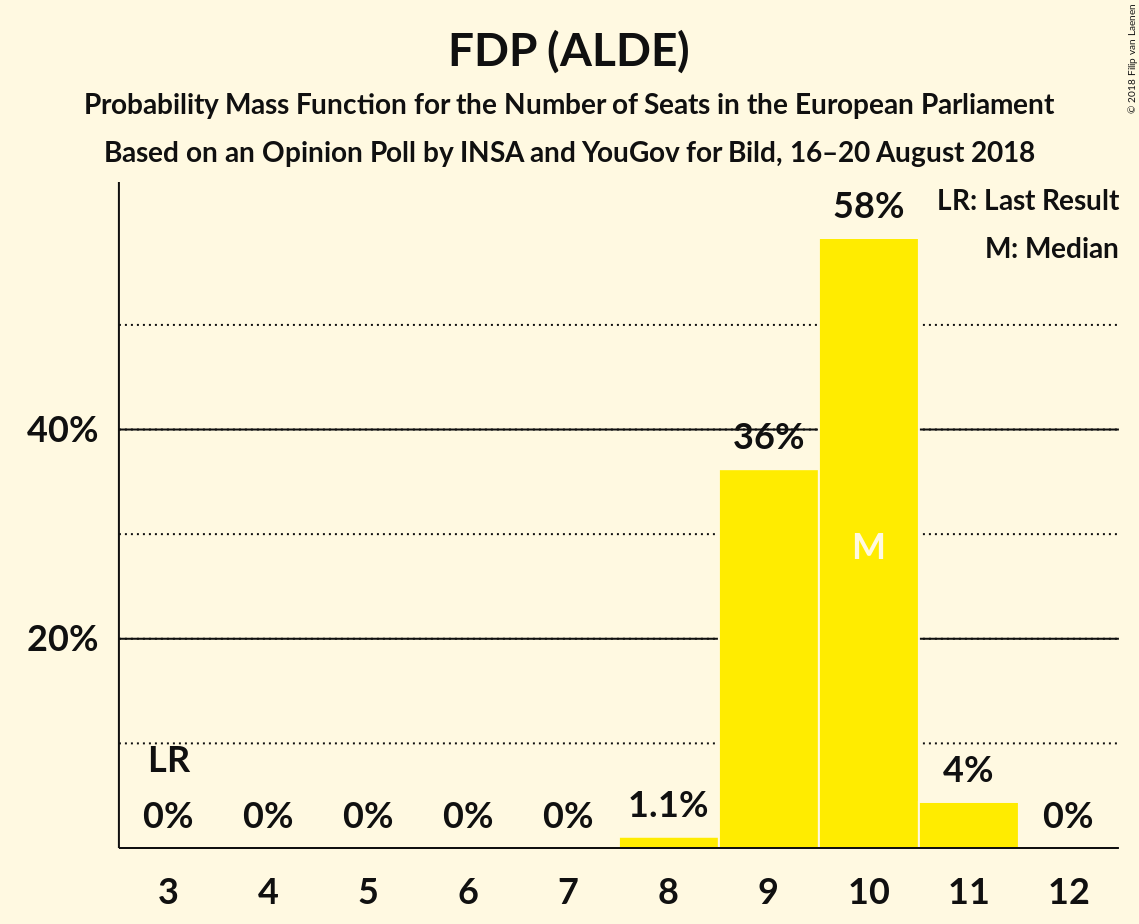 FDP (ALDE)
Probability Mass Function for the Number of Seats in the European Parliament
Based on an Opinion Poll by INSA and YouGov for Bild, 16–20 August 2018
© 2018 Filip van Laenen
LR: Last Result
M: Median
40%
20%
LR
0%
0%
0%
0%
0%
1.1%
36%
58%
M
4%
0%
3 4 5 6 7 8 9 10 11 12